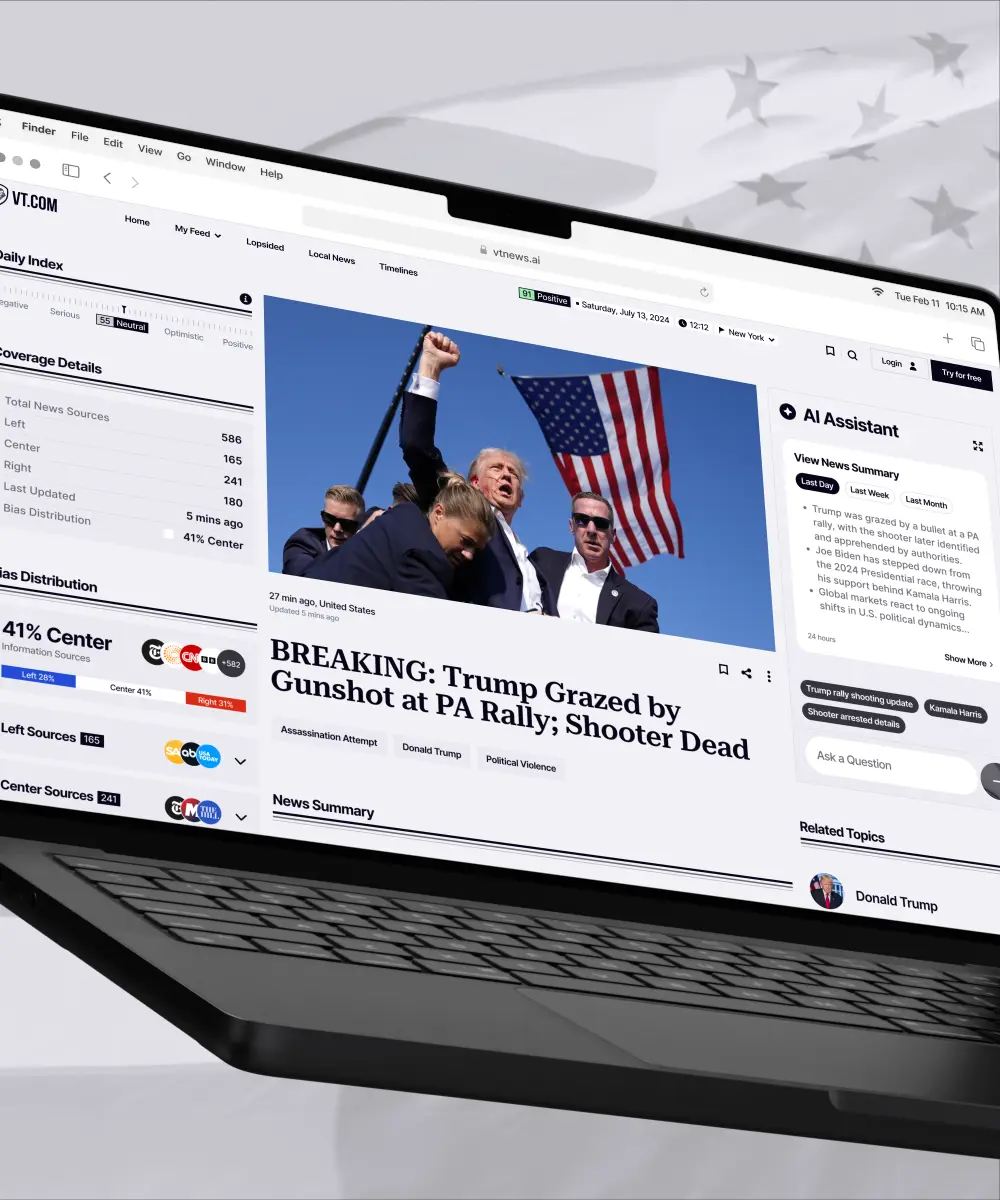 Finder File Edit View Go Window Help
Tue Feb 11 10:15 AM
vtnews.ai
VT.COM
Home My Feed Lopsided Local News Timelines
91 Positive • Saturday, July 13, 2024 12:12 New York
Login Try for free
Daily Index
Serious 55 Neutral Optimistic Positive
Coverage Details
Total News Sources 586
Left 165
Center 241
Right 180
Last Updated 5 mins ago
Bias Distribution 41% Center
Bias Distribution
41% Center
Information Sources
CN BBC +582
Left 28% Center 41% Right 31%
Left Sources 165
SA ab USA TODAY
Center Sources 241
M THE HILL
27 min ago, United States
Updated 5 mins ago
BREAKING: Trump Grazed by
Gunshot at PA Rally; Shooter Dead
Assassination Attempt Donald Trump Political Violence
News Summary
AI Assistant
View News Summary
Last Day Last Week Last Month
• Trump was grazed by a bullet at a PA
rally, with the shooter later identified
and apprehended by authorities.
• Joe Biden has stepped down from
the 2024 Presidential race, throwing
his support behind Kamala Harris.
• Global markets react to ongoing
shifts in U.S. political dynamics...
24 hours
Show More
Trump rally shooting update Kamala Harris
Shooter arrested details
Ask a Question
Related Topics
Donald Trump